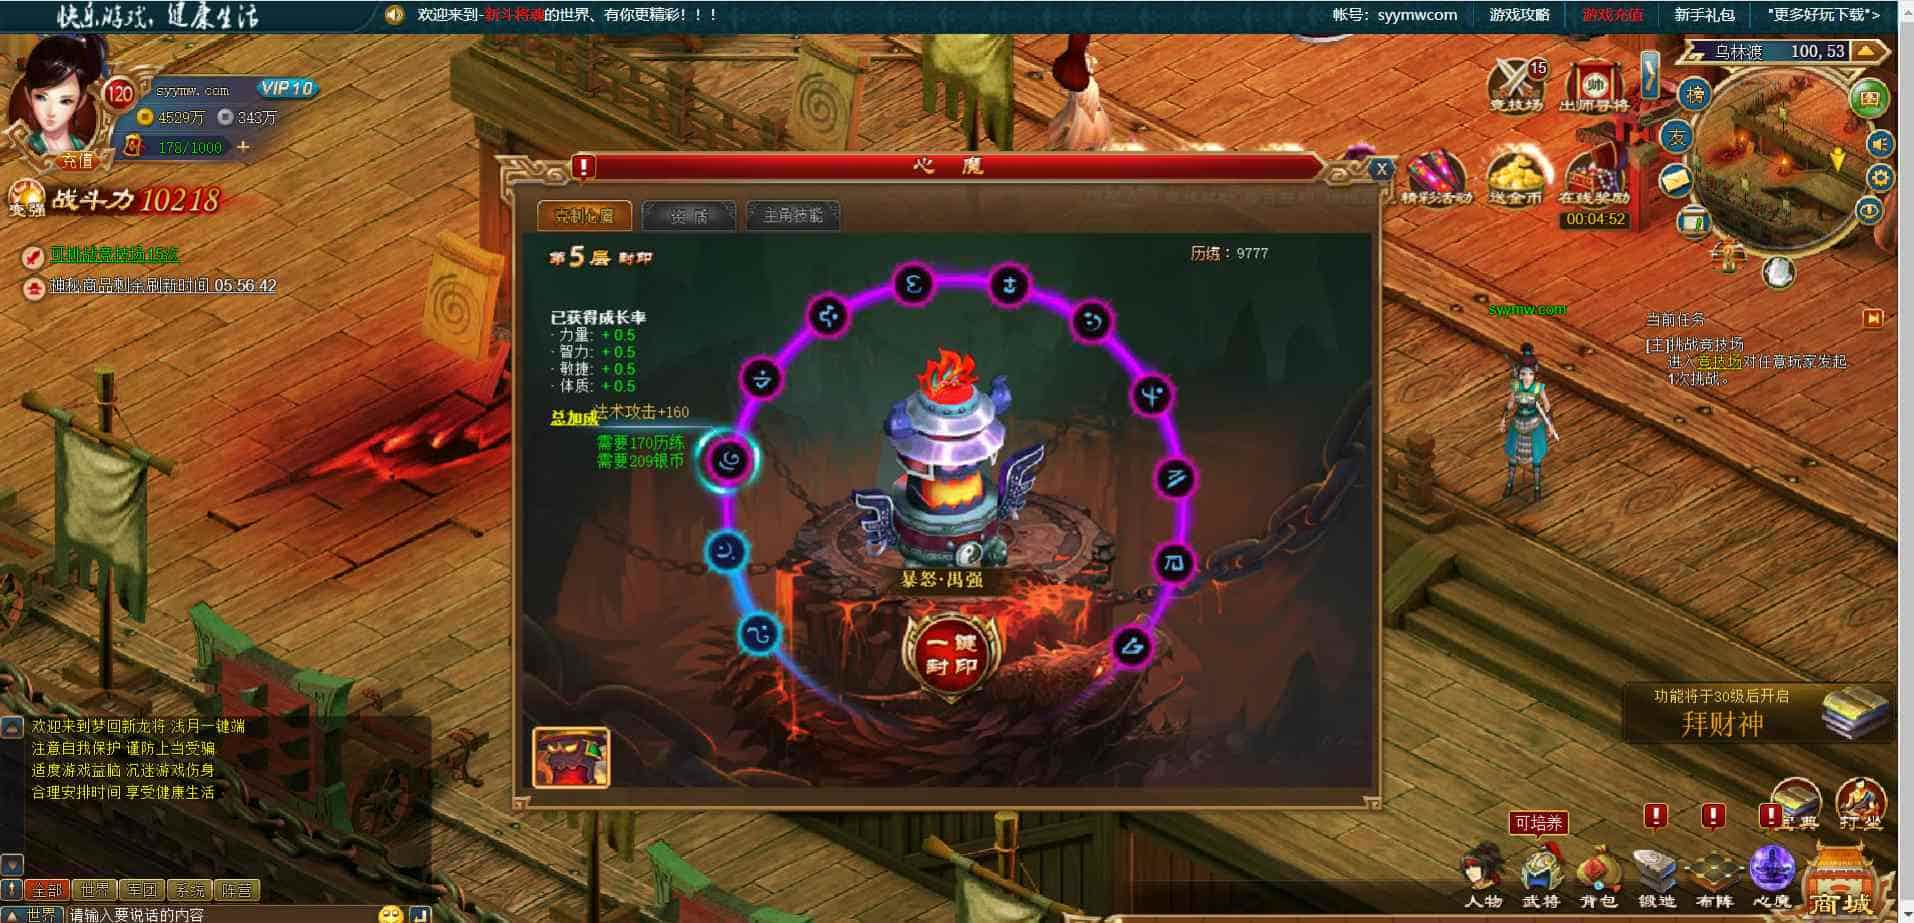 快乐游戏，健康生活
欢迎来到-新斗将魂的世界、有你更精彩！！！
帐号：syymwcom
游戏攻略
游戏充值
新手礼包
"更多好玩下载">
120
syymw.com
VIP10
4529万
343万
178/1000
充值
变强
战斗力10218
可挑战竞技场15次
神秘商品剩余刷新时间 05:56:42
15
竞技场
帅
出师寻将
精彩活动
送金币
在线奖励
00:04:52
榜
友
乌林渡
100,53
心魔
X
克制心魔
资质
主角技能
第5层 封印
历练：9777
已获得成长率
· 力量: +0.5
· 智力: +0.5
· 敏捷: +0.5
· 体质: +0.5
总加成
法术攻击+160
需要170历练
需要209银币
暴怒·禺强
一键
封印
syymw.com
当前任务
[主]挑战竞技场
进入竞技场对任意玩家发起
1次挑战。
功能将于30级后开启
拜财神
欢迎来到梦回新龙将 浅月一键端
注意自我保护 谨防上当受骗
适度游戏益脑 沉迷游戏伤身
合理安排时间 享受健康生活
全部
世界
军团
系统
阵营
世界
请输入要说话的内容
宝典
打坐
可培养
人物
武将
背包
锻造
布阵
心魔
商城